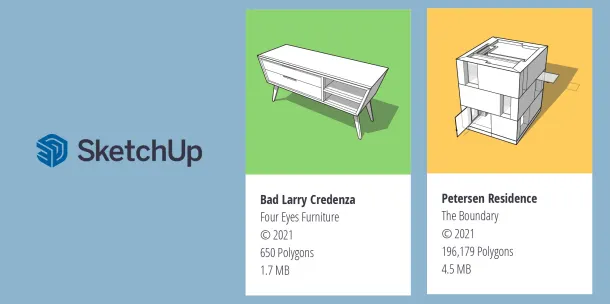 SketchUp
Bad Larry Credenza
Four Eyes Furniture
© 2021
650 Polygons
1.7 MB
Petersen Residence
The Boundary
© 2021
196,179 Polygons
4.5 MB